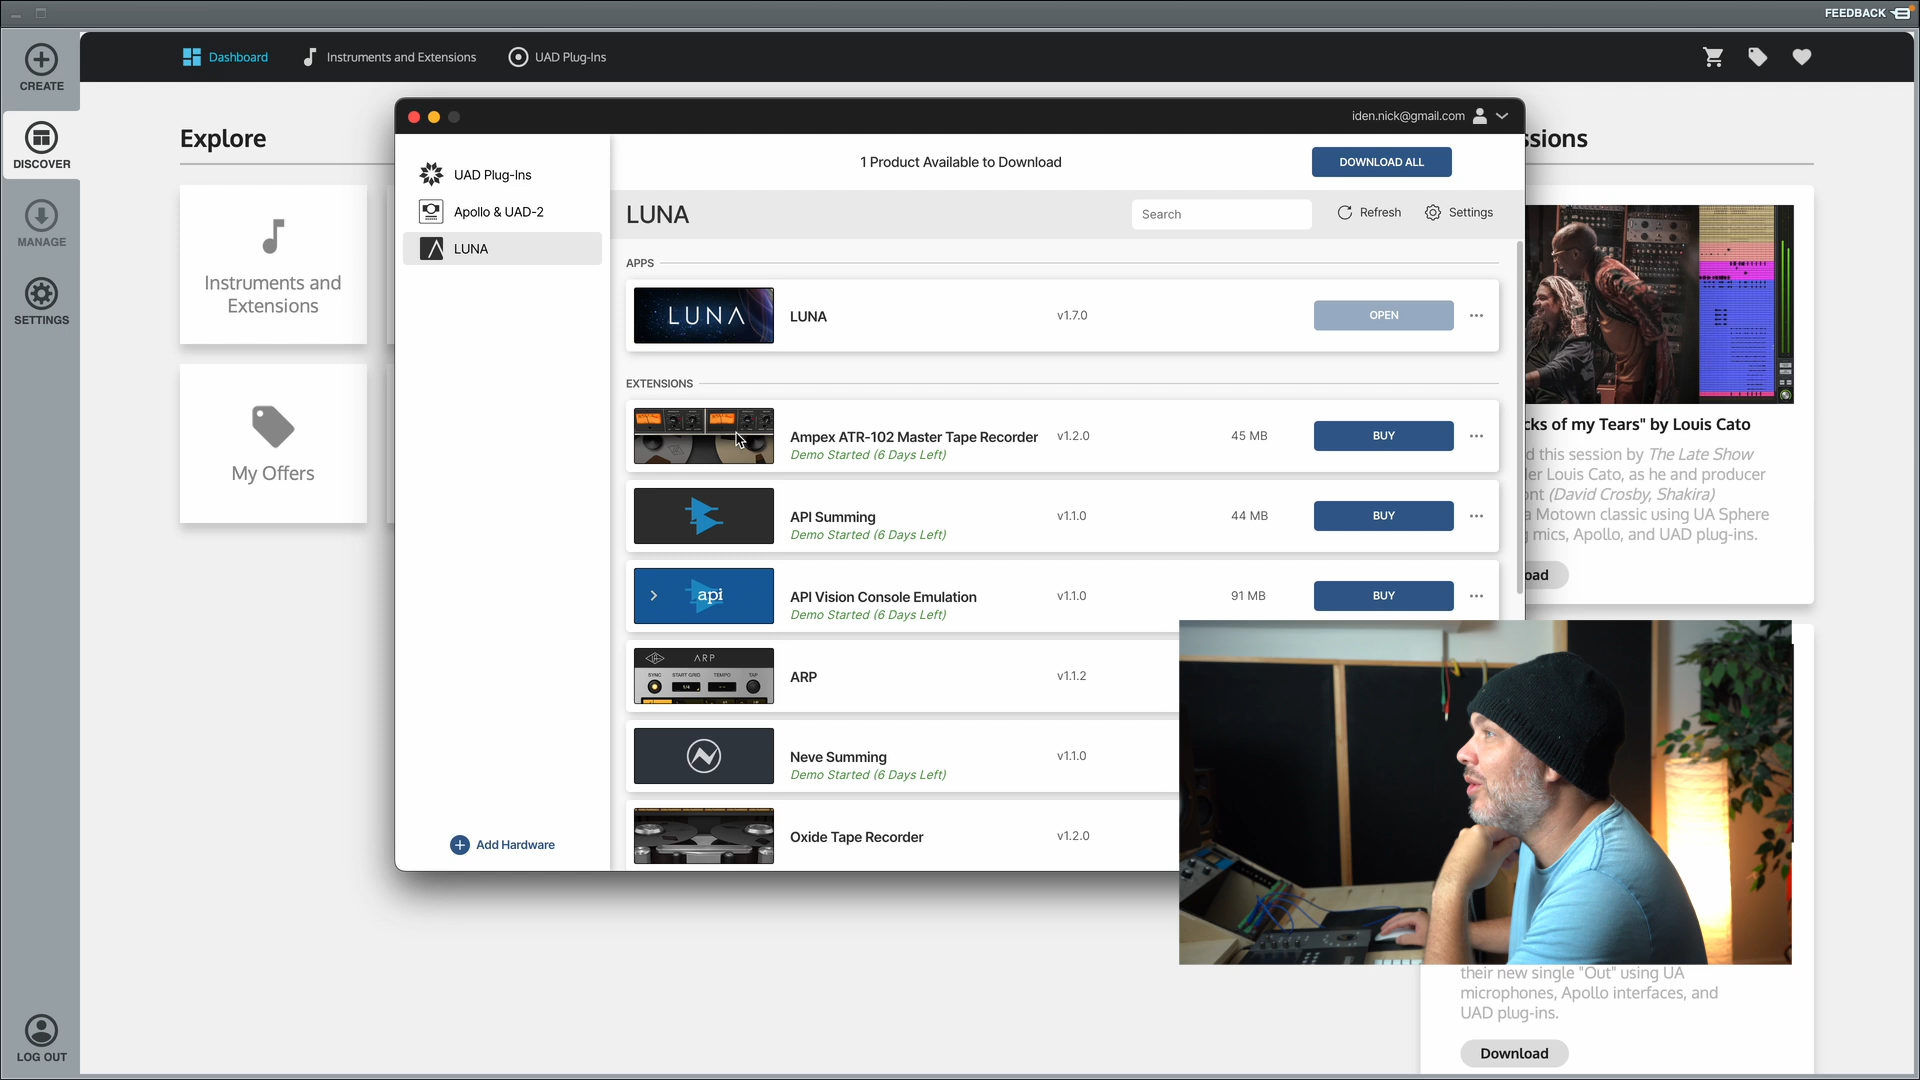 FEEDBACK
CREATE
DISCOVER
MANAGE
SETTINGS
LOG OUT
Dashboard
Instruments and Extensions
UAD Plug-Ins
Explore
Instruments and
Extensions
My Offers
iden.nick@gmail.com
UAD Plug-Ins
Apollo & UAD-2
LUNA
Add Hardware
1 Product Available to Download
DOWNLOAD ALL
LUNA
Search
Refresh
Settings
APPS
LUNA
LUNA
v1.7.0
OPEN
EXTENSIONS
Ampex ATR-102 Master Tape Recorder
v1.2.0
45 MB
BUY
Demo Started (6 Days Left)
API Summing
v1.1.0
44 MB
BUY
Demo Started (6 Days Left)
api
API Vision Console Emulation
v1.1.0
91 MB
BUY
Demo Started (6 Days Left)
ARP
SYNC
START GRID
TEMPO
TAP
1/4
ARP
v1.1.2
Neve Summing
v1.1.0
Demo Started (6 Days Left)
Oxide Tape Recorder
v1.2.0
ssions
cks of my Tears" by Louis Cato
d this session by The Late Show
er Louis Cato, as he and producer
nt (David Crosby, Shakira)
a Motown classic using UA Sphere
g mics, Apollo, and UAD plug-ins.
oad
their new single "Out" using UA
microphones, Apollo interfaces, and
UAD plug-ins.
Download